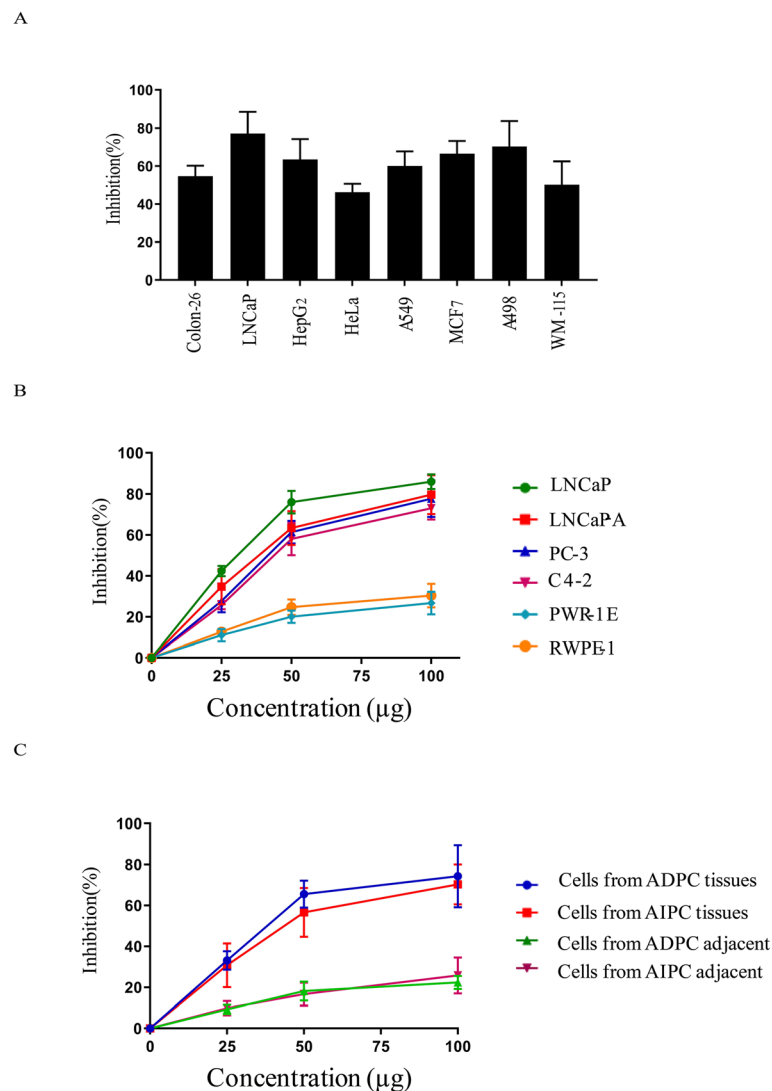 A
100
80
60
40
20
0
Inhibition(%)
Colon-26
LNCaP
HepG2
HeLa
A549
MCF7
A498
WM-115
B
100
80
60
40
20
0
Inhibition(%)
0 25 50 75 100
Concentration (µg)
LNCaP
LNCaP-A
PC-3
C4-2
PWR-1E
RWPE-1
C
100
80
60
40
20
0
Inhibition(%)
0 25 50 µg 100
Concentration (µg)
Cells from ADPC tissues
Cells from AIPC tissues
Cells from ADPC adjacent
Cells from AIPC adjacent